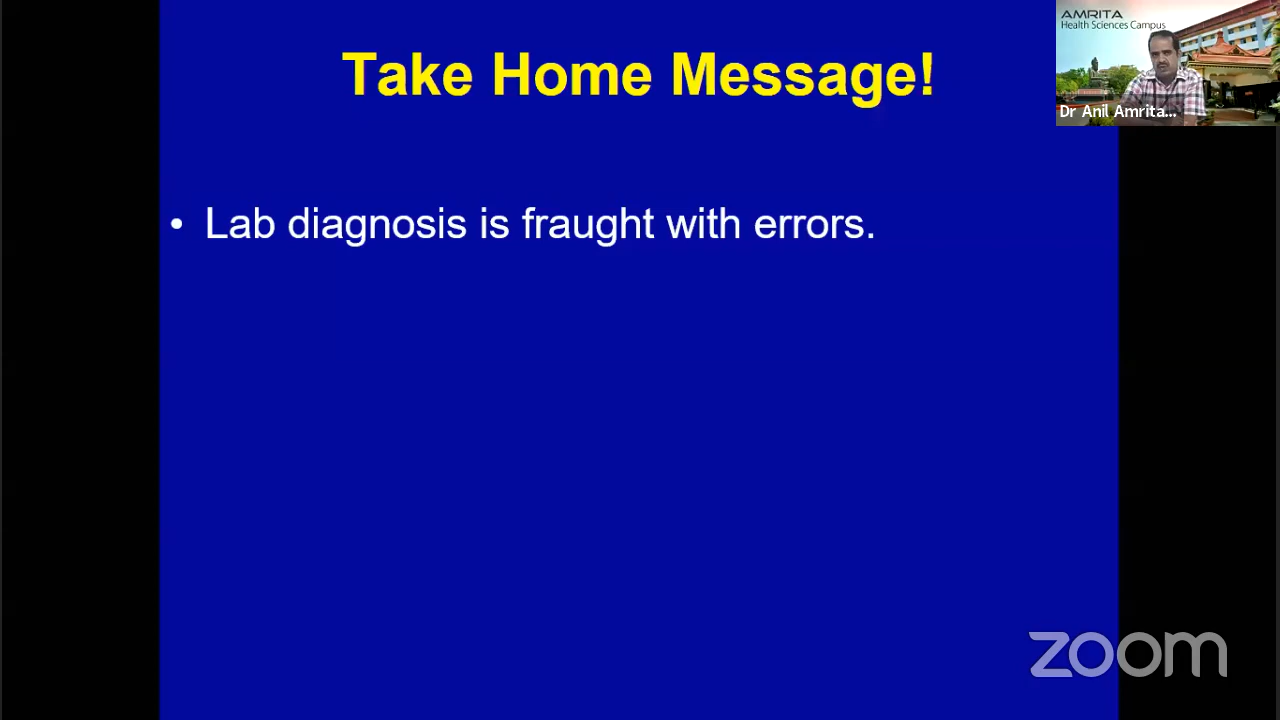 Take Home Message!
AMRITA
Health Sciences Campus
Dr Anil Amrita...
• Lab diagnosis is fraught with errors.
zoom